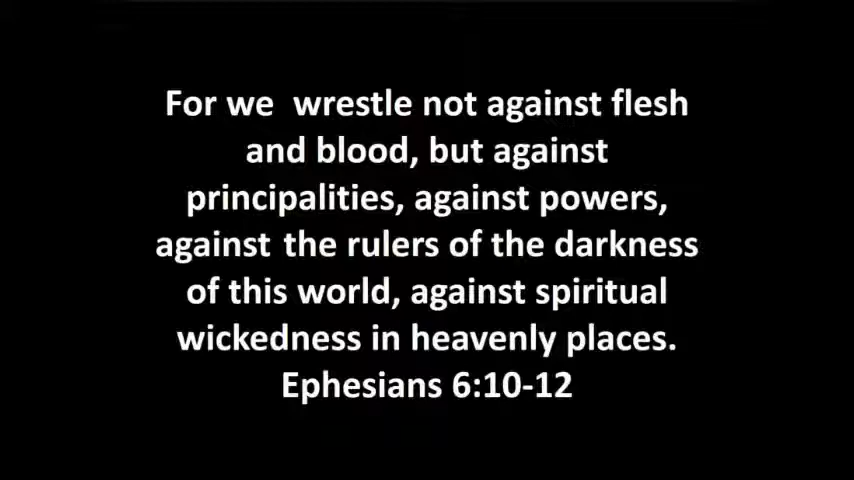 For we  wrestle not against flesh
and blood, but against
principalities, against powers,
against the rulers of the darkness
of this world, against spiritual
wickedness in heavenly places.
Ephesians 6:10-12